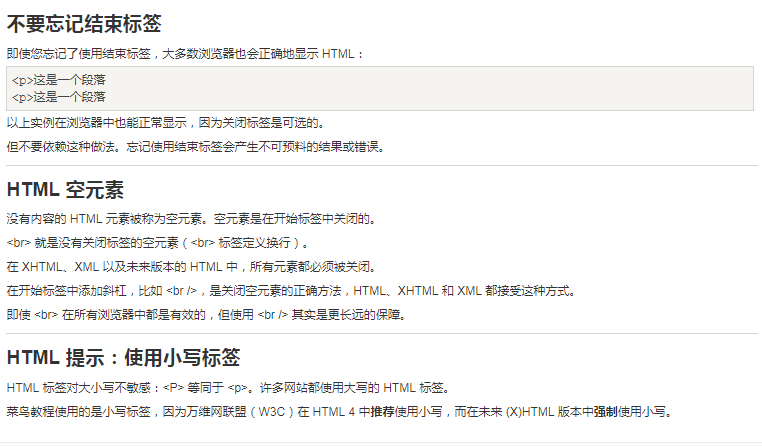 不要忘记结束标签
即使您忘记了使用结束标签，大多数浏览器也会正确地显示 HTML：
<p>这是一个段落
<p>这是一个段落
以上实例在浏览器中也能正常显示，因为关闭标签是可选的。
但不要依赖这种做法。忘记使用结束标签会产生不可预料的结果或错误。
HTML 空元素
没有内容的 HTML 元素被称为空元素。空元素是在开始标签中关闭的。
<br> 就是没有关闭标签的空元素（<br> 标签定义换行）。
在 XHTML、XML 以及未来版本的 HTML 中，所有元素都必须被关闭。
在开始标签中添加斜杠，比如 <br />，是关闭空元素的正确方法，HTML、XHTML 和 XML 都接受这种方式。
即使 <br> 在所有浏览器中都是有效的，但使用 <br /> 其实是更长远的保障。
HTML 提示：使用小写标签
HTML 标签对大小写不敏感：<P> 等同于 <p>。许多网站都使用大写的 HTML 标签。
菜鸟教程使用的是小写标签，因为万维网联盟（W3C）在 HTML 4 中推荐使用小写，而在未来 (X)HTML 版本中强制使用小写。